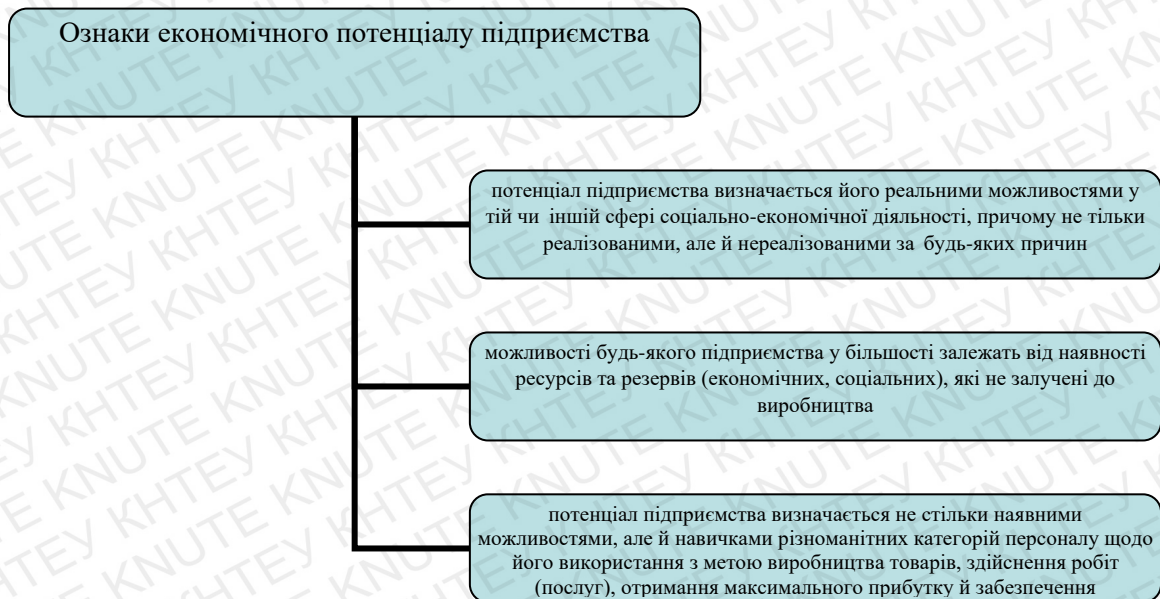 Ознаки економічного потенціалу підприємства
потенціал підприємства визначається його реальними можливостями у
тій чи іншій сфері соціально-економічної діяльності, причому не тільки
реалізованими, але й нереалізованими за будь-яких причин
можливості будь-якого підприємства у більшості залежать від наявності
ресурсів та резервів (економічних, соціальних), які не залучені до
виробництва
потенціал підприємства визначається не стільки наявними
можливостями, але й навичками різноманітних категорій персоналу щодо
його використання з метою виробництва товарів, здійснення робіт
(послуг), отримання максимального прибутку й забезпечення